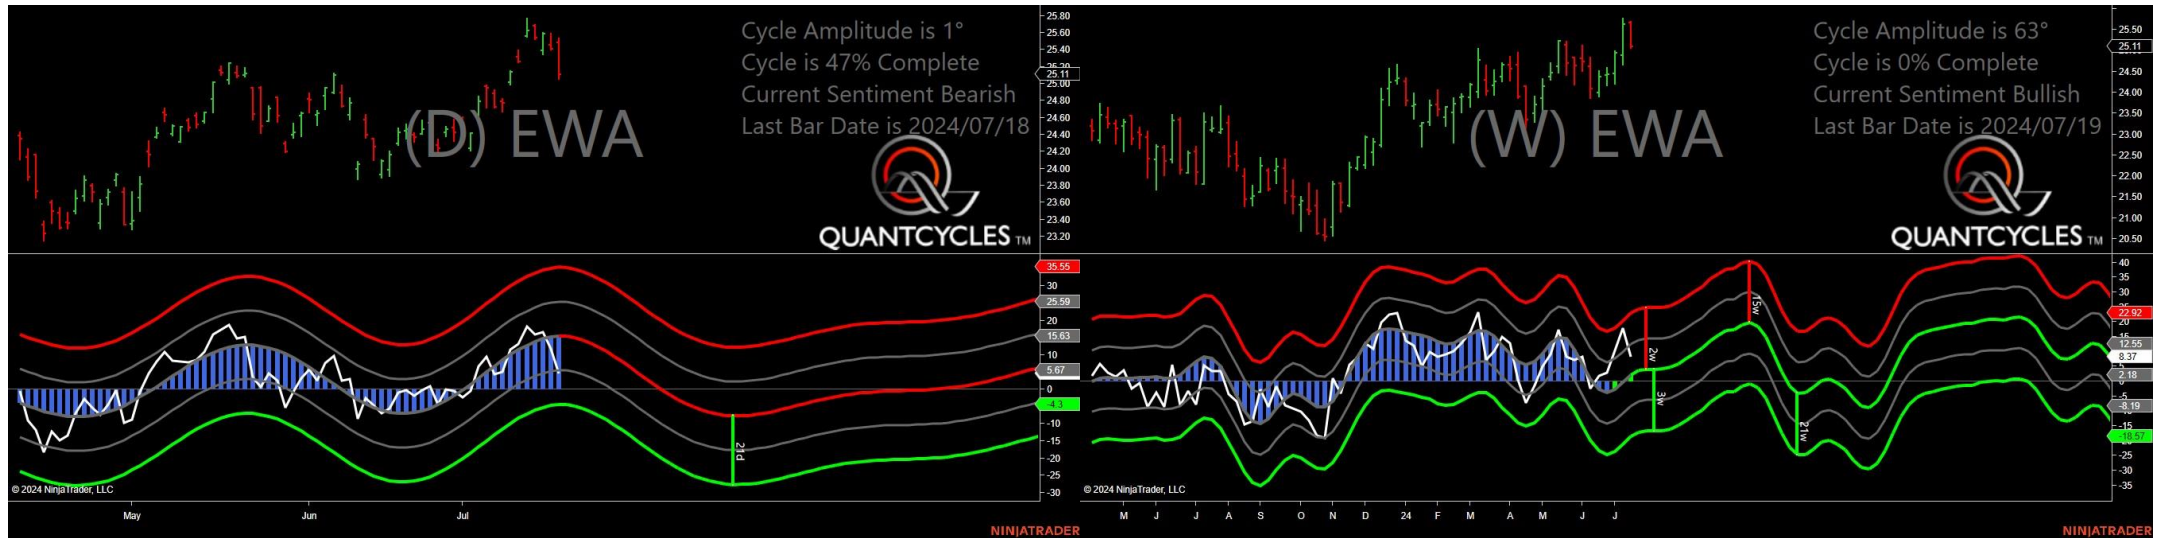 Cycle Amplitude is 1°
Cycle is 47% Complete
Current Sentiment Bearish
Last Bar Date is 2024/07/18
(D) EWA
QUANTCYCLES TM
25.80
25.60
25.40
25.20
25.11
25.00
24.80
24.60
24.40
24.20
24.00
23.80
23.60
23.40
23.20
35.55
30
25.59
20
15.63
10
5.67
0
-4.3
-10
-15
-20
-25
-30
21d
© 2024 NinjaTrader, LLC
May Jun Jul
NINJATRADER
Cycle Amplitude is 63°
Cycle is 0% Complete
Current Sentiment Bullish
Last Bar Date is 2024/07/19
(W) EWA
QUANTCYCLES TM
25.50
25.11
24.50
24.00
23.50
23.00
22.50
22.00
21.50
21.00
20.50
40
35
30
22.92
20
12.55
8.37
2.18
-8.19
-15
-18.57
-25
-30
-35
15w
2w
3w
21w
© 2024 NinjaTrader, LLC
M J J A S O N D 24 F M A M J J
NINJATRADER